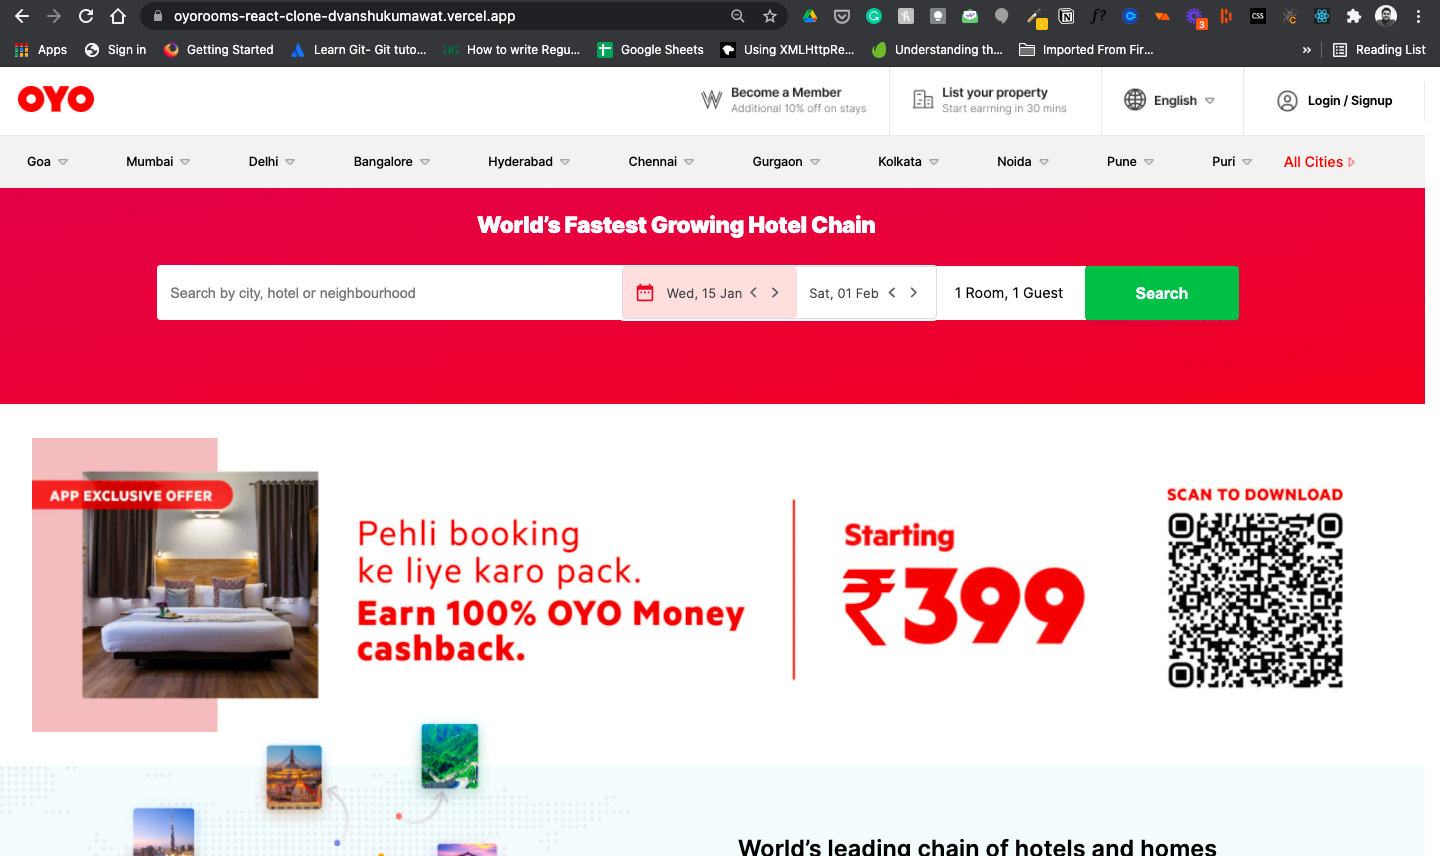 oyorooms-react-clone-dvanshukumawat.vercel.app
Apps
Sign in
Getting Started
Learn Git- Git tuto...
How to write Regu...
Google Sheets
Using XMLHttpRe...
Understanding th...
Imported From Fir...
»
Reading List
OYO
Become a Member
Additional 10% off on stays
List your property
Start earrning in 30 mins
English
Login / Signup
Goa
Mumbai
Delhi
Bangalore
Hyderabad
Chennai
Gurgaon
Kolkata
Noida
Pune
Puri
All Cities
World's Fastest Growing Hotel Chain
Search by city, hotel or neighbourhood
Wed, 15 Jan
Sat, 01 Feb
1 Room, 1 Guest
Search
APP EXCLUSIVE OFFER
Pehli booking
ke liye karo pack.
Earn 100% OYO Money
cashback.
Starting
₹399
SCAN TO DOWNLOAD
World's leading chain of hotels and homes